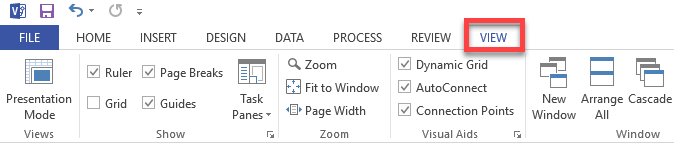 FILE HOME INSERT DESIGN DATA PROCESS REVIEW VIEW
Presentation Mode
Views
Ruler
Page Breaks
Grid
Guides
Task Panes
Show
Zoom
Fit to Window
Page Width
Zoom
Dynamic Grid
AutoConnect
Connection Points
Visual Aids
New Window
Arrange All
Cascade
Window